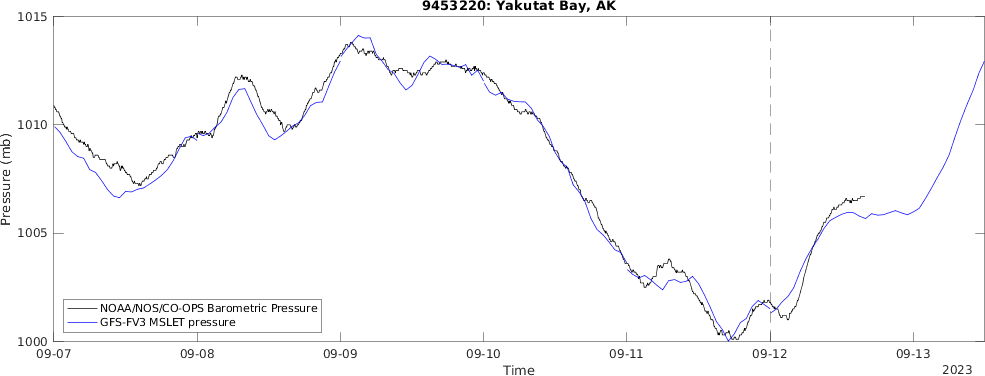 9453220: Yakutat Bay, AK
1015
1010
1005
1000
Pressure (mb)
NOAA/NOS/CO-OPS Barometric Pressure
GFS-FV3 MSLET pressure
09-07 09-08 09-09 09-10 09-11 09-12 09-13
Time
2023